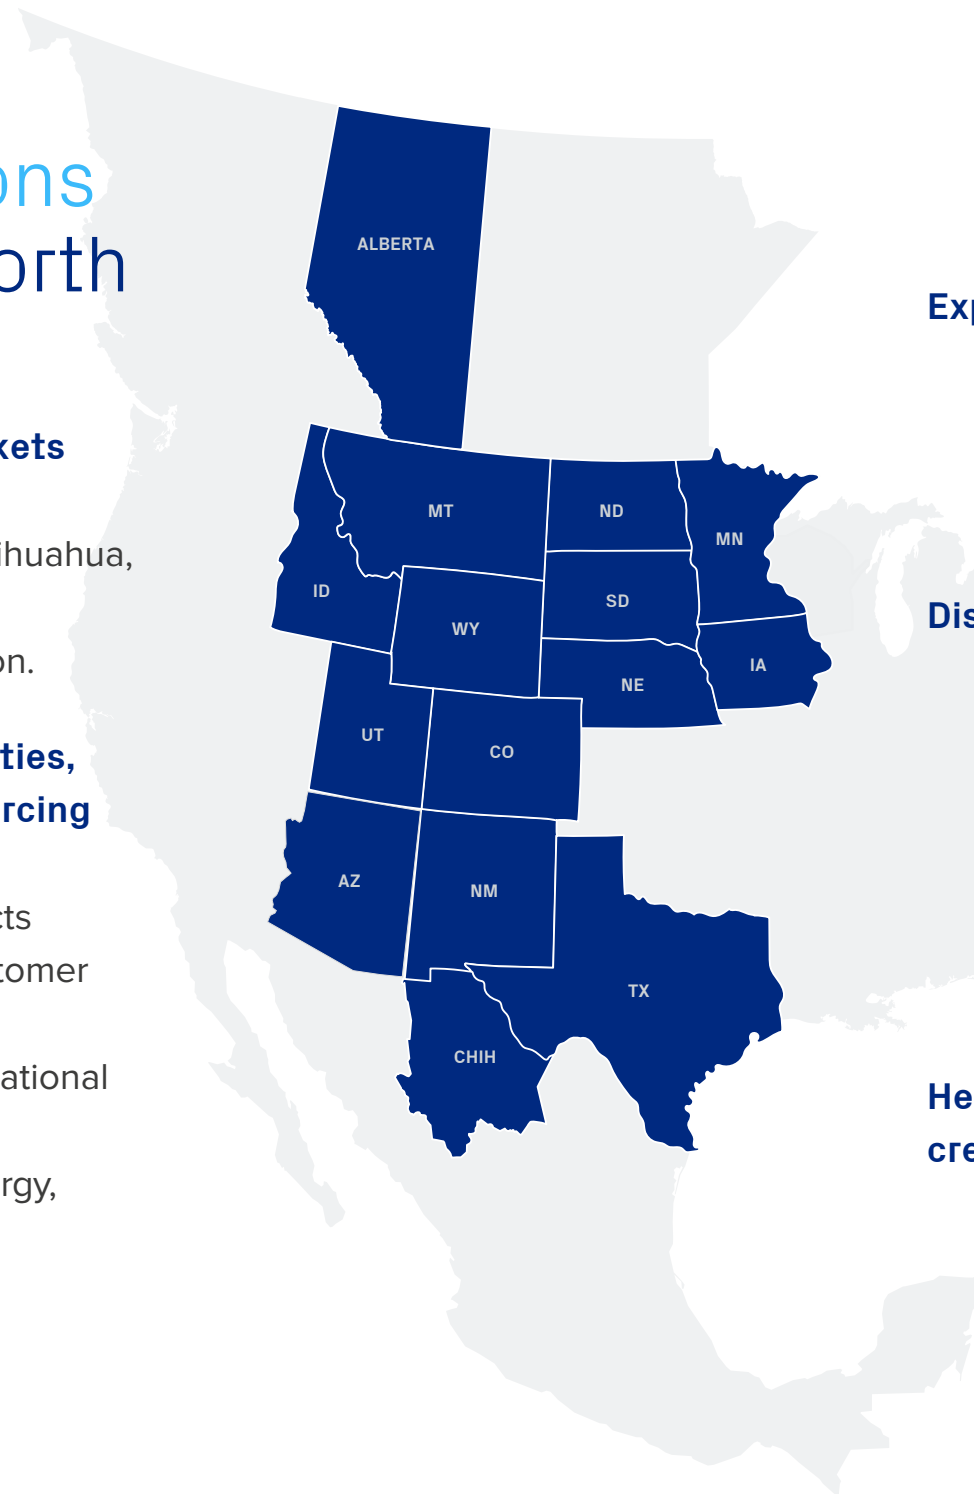 ons
orth
kets
ihuahua,
on.
ties,
rcing
cts
tomer
ational
rgy,
ALBERTA
MT
ND
MN
ID
SD
WY
IA
NE
UT
CO
AZ
NM
TX
CHIH
Exp
Dis
He
cre